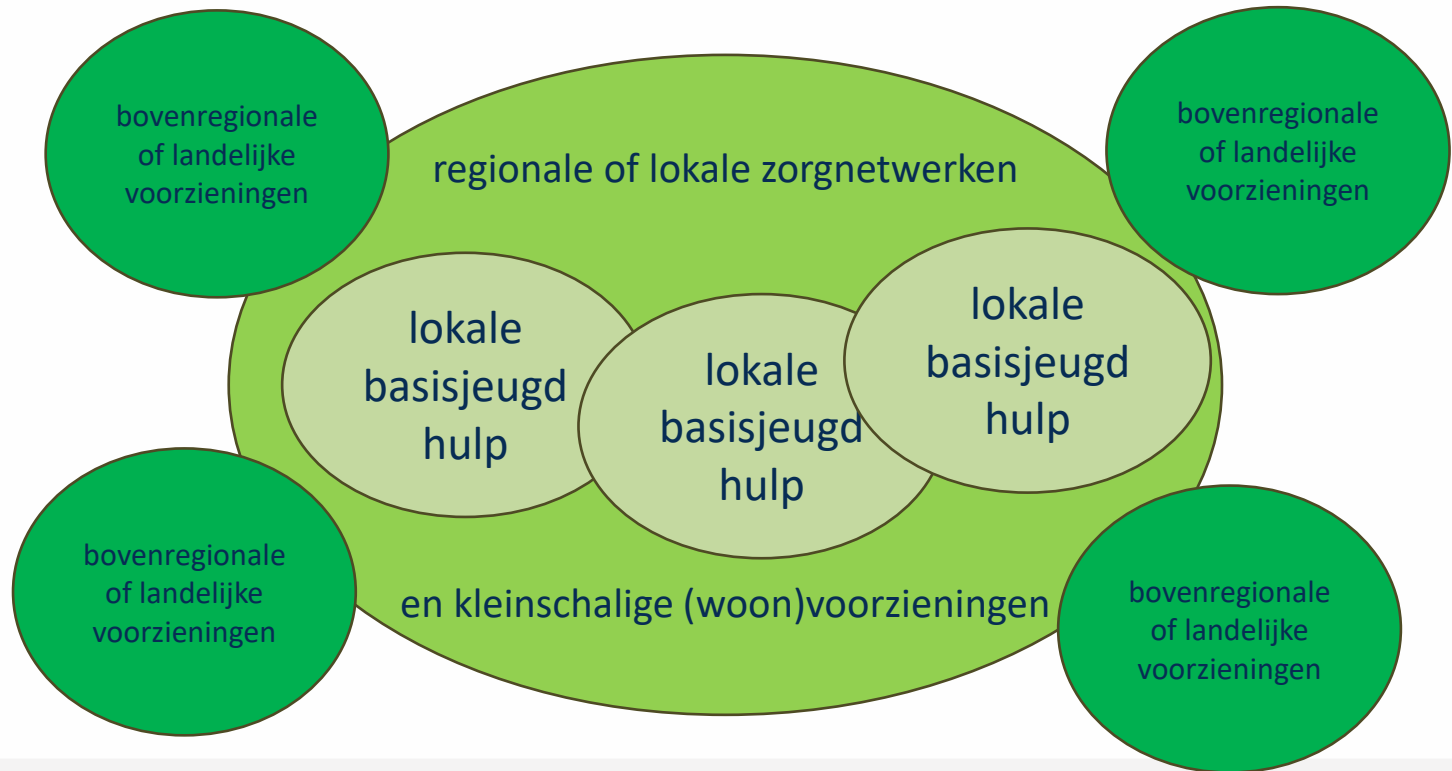 bovenregionale
of landelijke
voorzieningen
bovenregionale
of landelijke
voorzieningen
regionale of lokale zorgnetwerken
lokale
basisjeugd
hulp
lokale
basisjeugd
hulp
lokale
basisjeugd
hulp
bovenregionale
of landelijke
voorzieningen
en kleinschalige (woon)voorzieningen
bovenregionale
of landelijke
voorzieningen